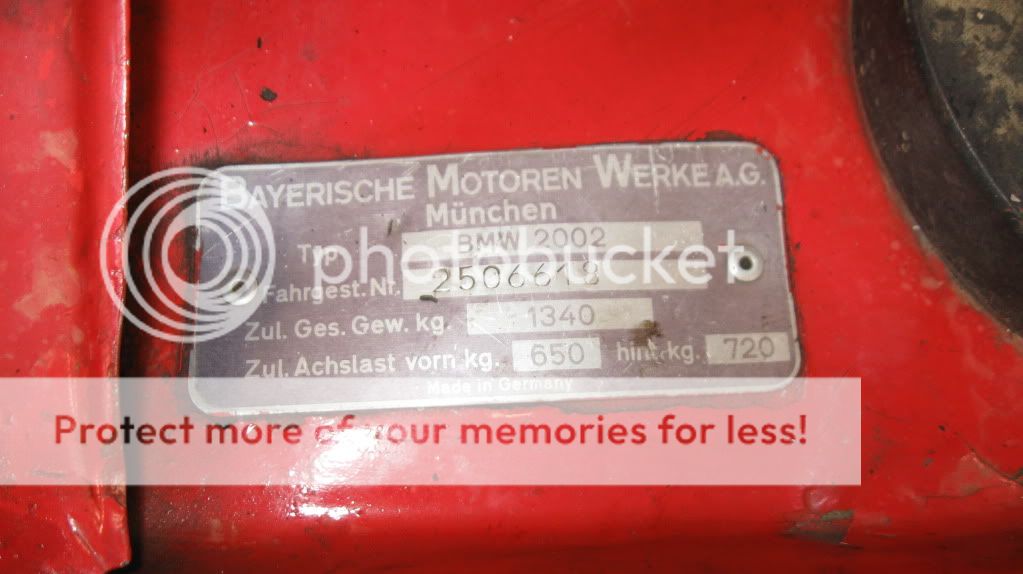 BAYERISCHE MOTOREN WERKE A.G.
München
Typ BMW 2002
photobucket
Fahrgest. Nr. 2506618
Zul. Ges. Gew. kg. 1340
Zul. Achslast vorn kg. 650 hint. kg. 720
Made in Germany
Protect more of your memories for less!